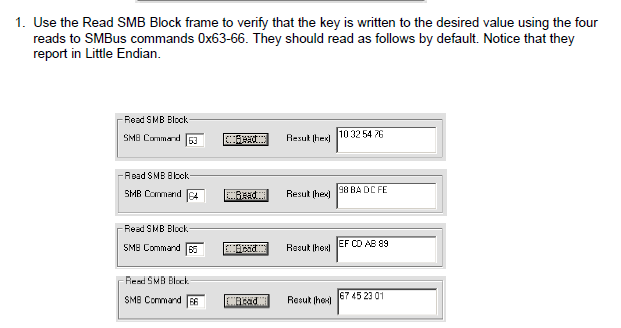 1. Use the Read SMB Block frame to verify that the key is written to the desired value using the four
reads to SMBus commands 0x63-66. They should read as follows by default. Notice that they
report in Little Endian.
Read SMB Block
SMB Command 63 Read Result (hex) 10 32 54 76
Read SMB Block
SMB Command 64 Read Result (hex) 98 BA DC FE
Read SMB Block
SMB Command 65 Read Result (hex) EF CD AB 89
Read SMB Block
SMB Command 66 Read Result (hex) 67 45 23 01